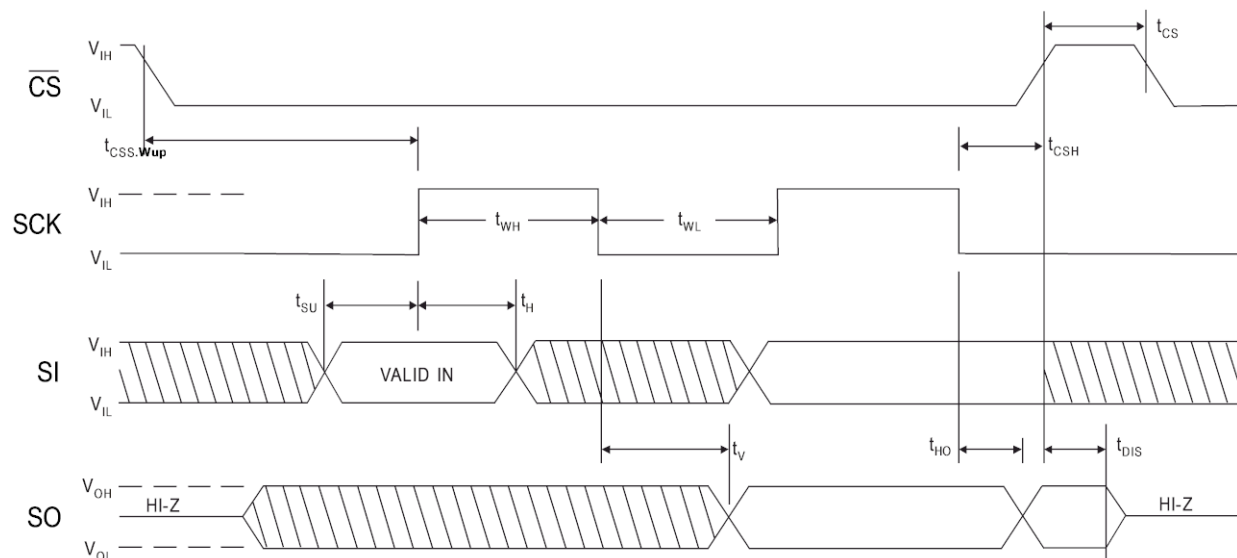 V_IH
t_CS
CS
V_IL
t_CSS.Wup
t_CSH
V_IH
t_WH
t_WL
SCK
V_IL
t_SU
t_H
V_IH
SI
VALID IN
V_IL
t_V
t_HO
t_DIS
V_OH
HI-Z
HI-Z
SO
V_OL